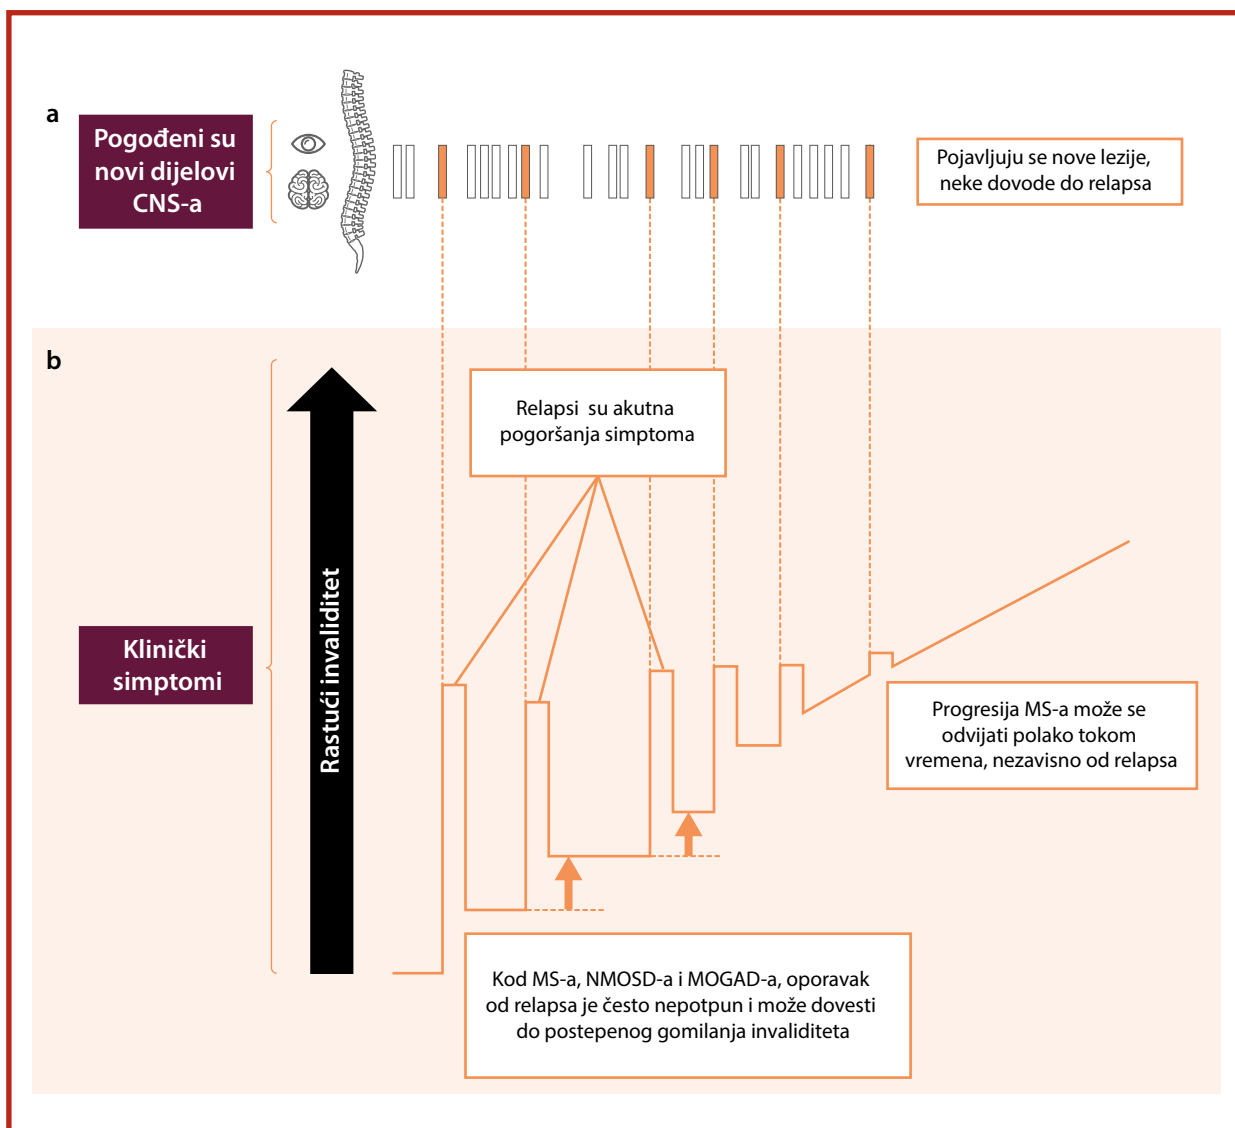 a
Pogođeni su
novi dijelovi
CNS-a
Pojavljuju se nove lezije,
neke dovode do relapsa
b
Relapsi su akutna
pogoršanja simptoma
Rastući invaliditet
Klinički
simptomi
Progresija MS-a može se
odvijati polako tokom
vremena, nezavisno od relapsa
Kod MS-a, NMOSD-a i MOGAD-a, oporavak
od relapsa je često nepotpun i može dovesti
do postepenog gomilanja invaliditeta